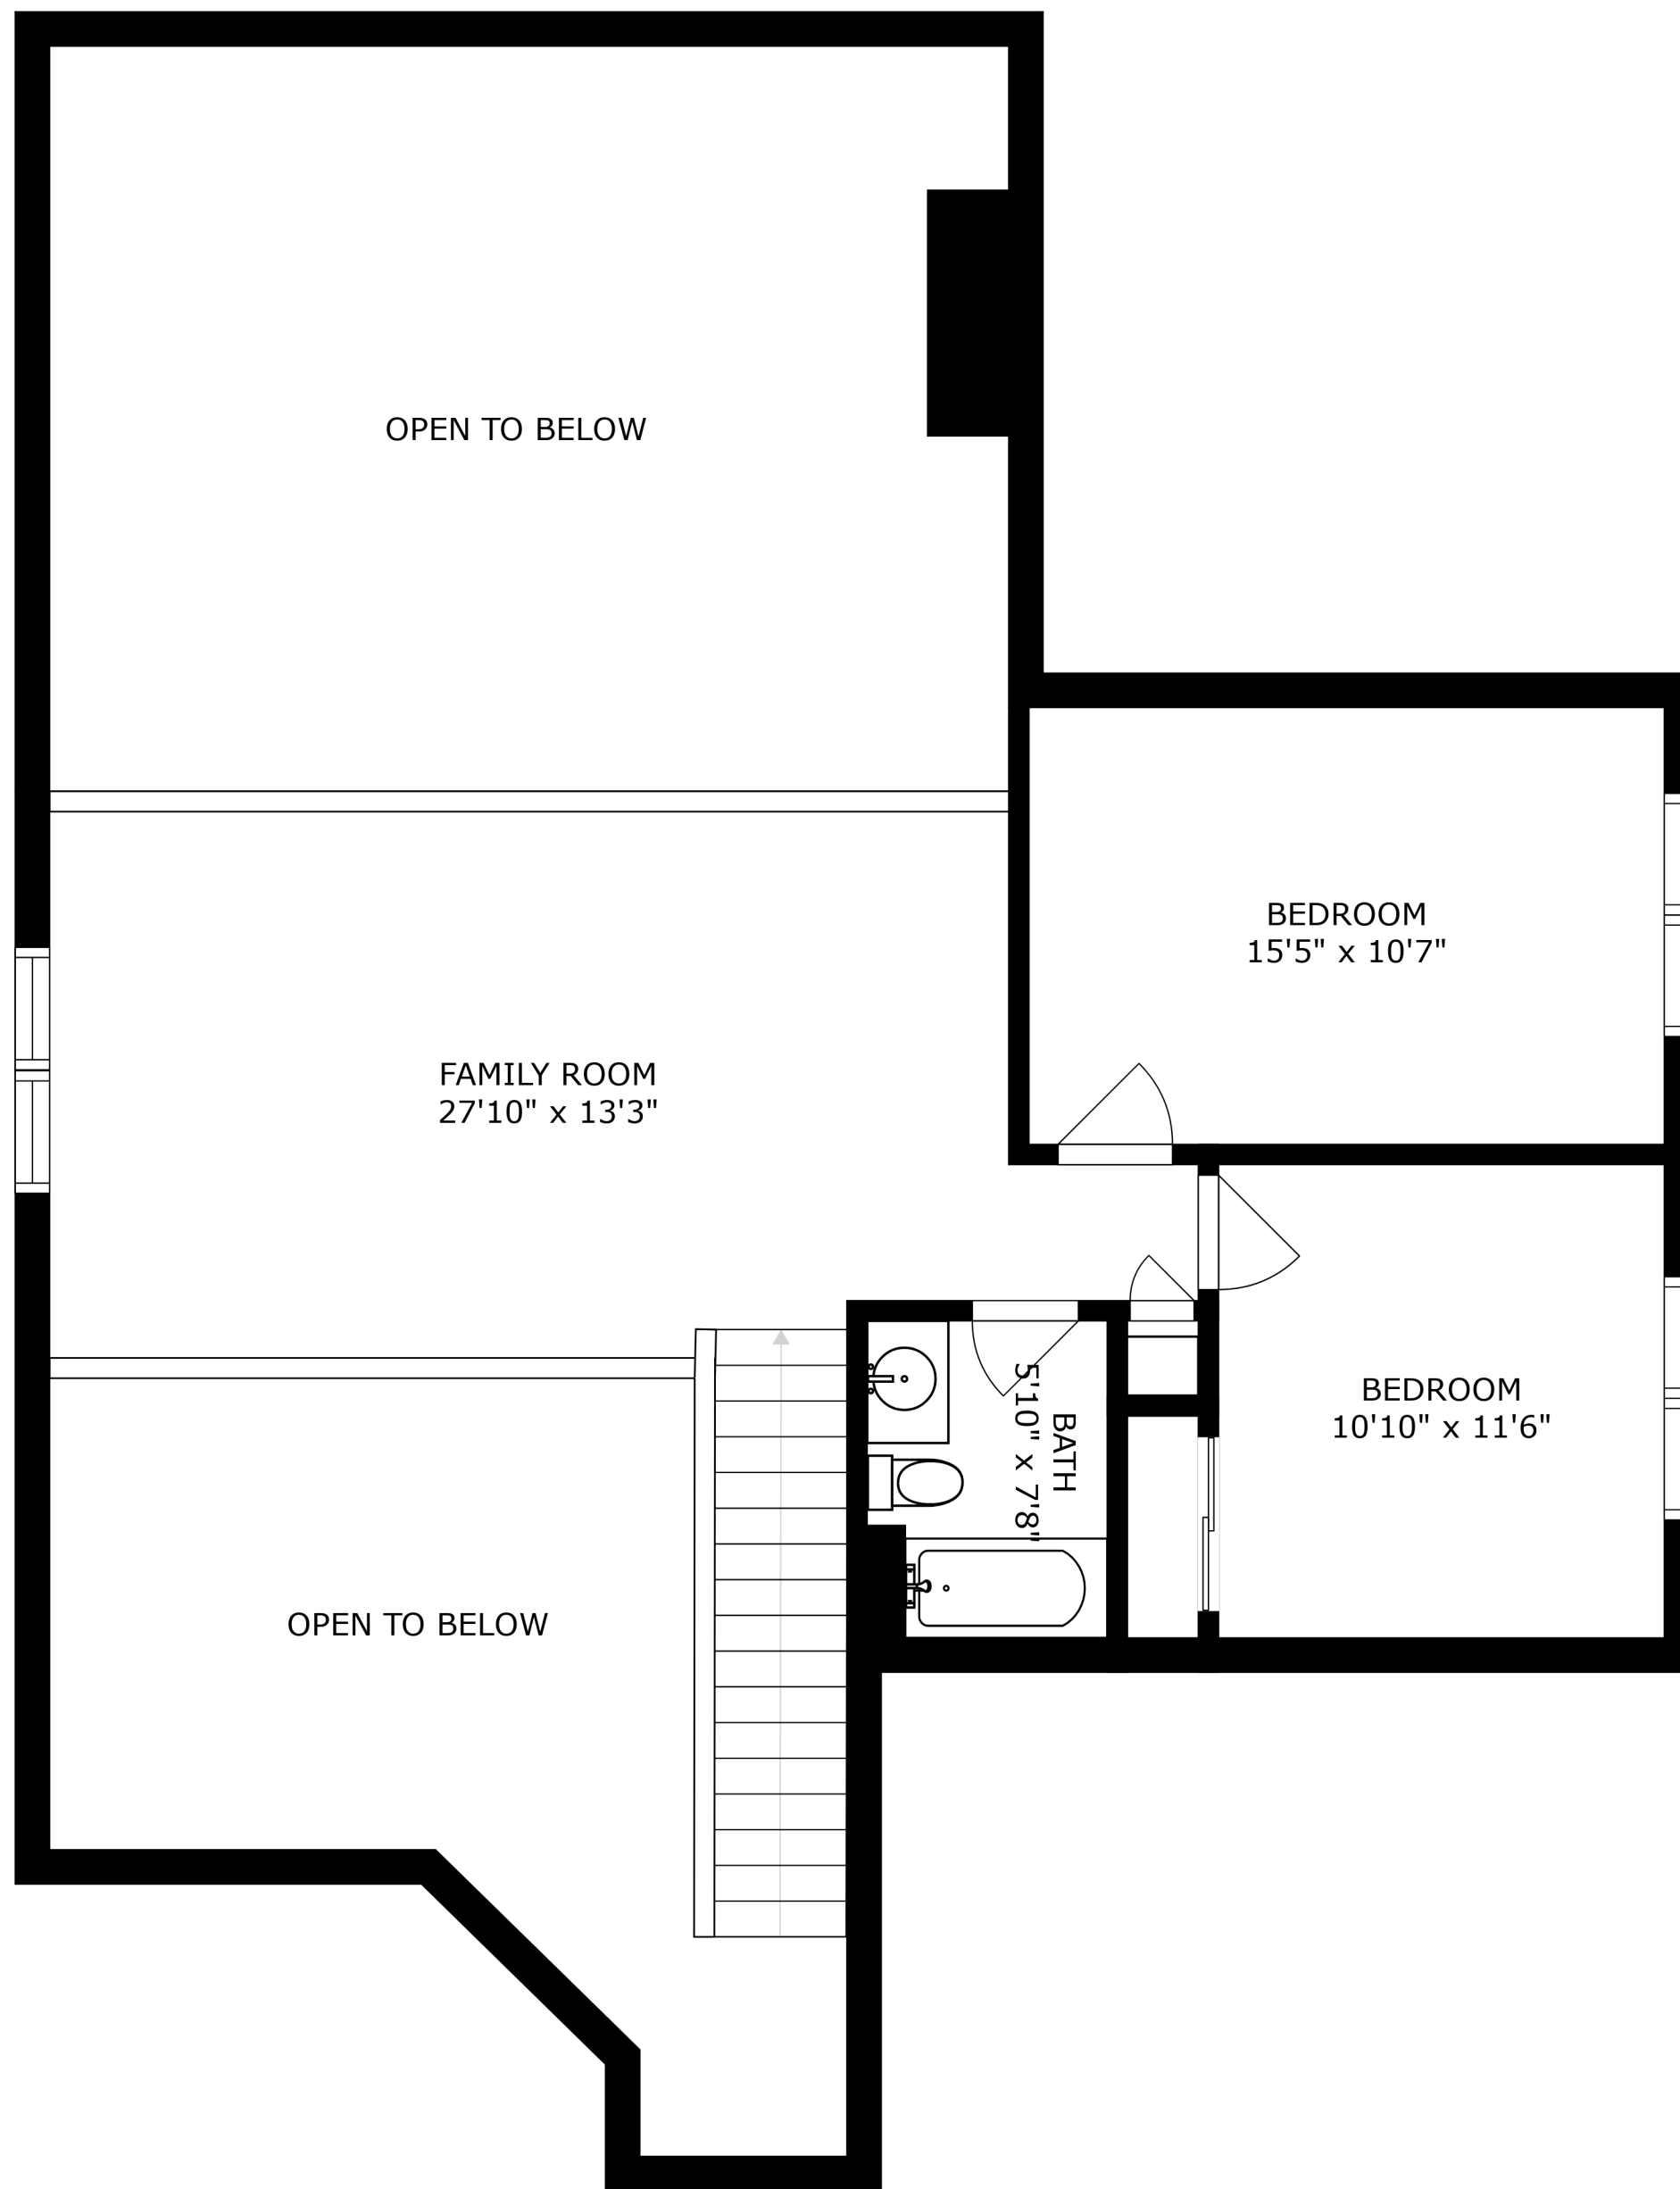 OPEN TO BELOW
BEDROOM
15'5" x 10'7"
FAMILY ROOM
27'10" x 13'3"
BEDROOM
10'10" x 11'6"
BATH
5'10" x 7'8"
OPEN TO BELOW